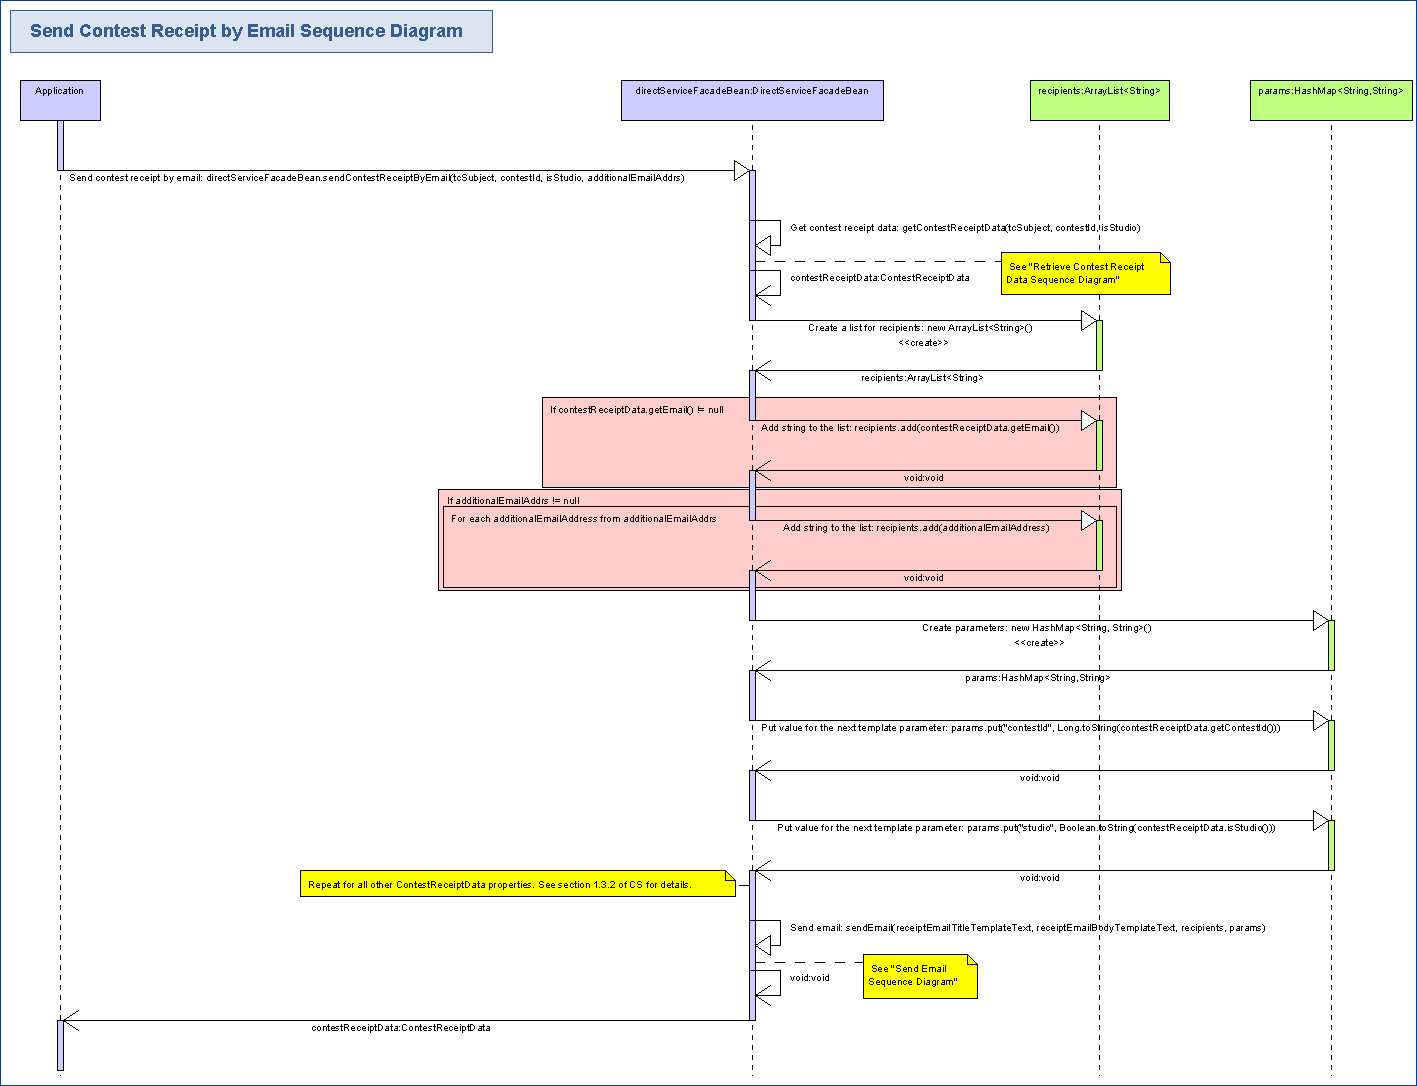 Send Contest Receipt by Email Sequence Diagram
Application
directServiceFacadeBean:DirectServiceFacadeBean
recipients:ArrayList<String>
params:HashMap<String,String>
Send contest receipt by email: directServiceFacadeBean.sendContestReceiptByEmail(tcSubject, contestId, isStudio, additionalEmailAddrs)
Get contest receipt data: getContestReceiptData(tcSubject, contestId, isStudio)
See "Retrieve Contest Receipt
Data Sequence Diagram"
contestReceiptData:ContestReceiptData
Create a list for recipients: new ArrayList<String>()
<<create>>
recipients:ArrayList<String>
If contestReceiptData.getEmail() != null
Add string to the list: recipients.add(contestReceiptData.getEmail())
void:void
If additionalEmailAddrs != null
For each additionalEmailAddress from additionalEmailAddrs
Add string to the list: recipients.add(additionalEmailAddress)
void:void
Create parameters: new HashMap<String, String>()
<<create>>
params:HashMap<String,String>
Put value for the next template parameter: params.put("contestId", Long.toString(contestReceiptData.getContestId()))
void:void
Put value for the next template parameter: params.put("studio", Boolean.toString(contestReceiptData.isStudio()))
void:void
Repeat for all other ContestReceiptData properties. See section 1.3.2 of CS for details.
Send email: sendEmail(receiptEmailTitleTemplateText, receiptEmailBodyTemplateText, recipients, params)
See "Send Email
Sequence Diagram"
void:void
contestReceiptData:ContestReceiptData